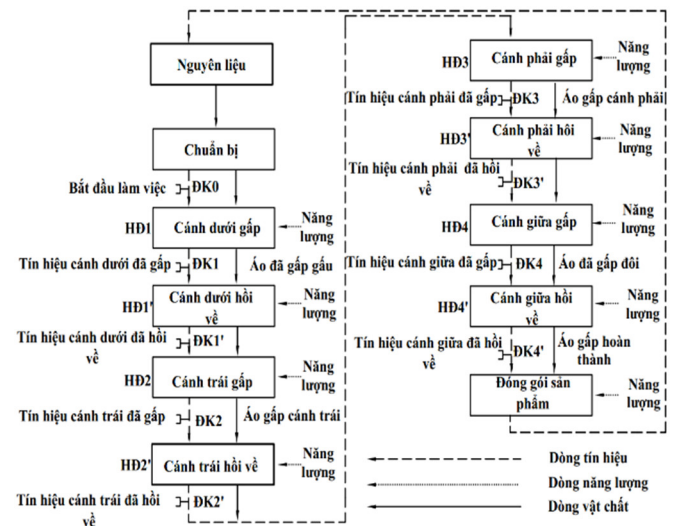 Nguyên liệu
Chuẩn bị
Bắt đầu làm việc
ĐK0
HĐ1
Cánh dưới gấp
Năng
lượng
Tín hiệu cánh dưới đã gấp
ĐK1
Áo đã gấp gấu
HĐ1'
Cánh dưới hồi
về
Năng
lượng
Tín hiệu cánh dưới đã hồi
về
ĐK1'
HĐ2
Cánh trái gấp
Năng
lượng
Tín hiệu cánh trái đã gấp
ĐK2
Áo gấp cánh trái
HĐ2'
Cánh trái hồi về
Năng
lượng
Tín hiệu cánh trái đã hồi
về
ĐK2'
HĐ3
Cánh phải gấp
Năng
lượng
Tín hiệu cánh phải đã gấp
ĐK3
Áo gấp cánh phải
HĐ3'
Cánh phải hồi
về
Năng
lượng
Tín hiệu cánh phải đã hồi
về
ĐK3'
HĐ4
Cánh giữa gấp
Năng
lượng
Tín hiệu cánh giữa đã gấp
ĐK4
Áo đã gấp đôi
HĐ4'
Cánh giữa hồi
về
Năng
lượng
Tín hiệu cánh giữa đã hồi
về
ĐK4'
Áo gấp hoàn
thành
Đóng gói sản
phẩm
Năng
lượng
Dòng tín hiệu
Dòng năng lượng
Dòng vật chất